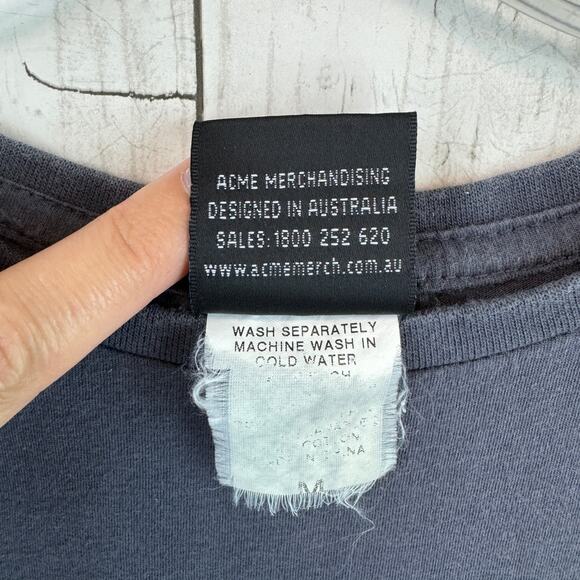 ACME MERCHANDISING
DESIGNED IN AUSTRALIA
SALES: 1800 252 620
www.acmemerch.com.au
WASH SEPARATELY
MACHINE WASH IN
COLD WATER
COTTON
M